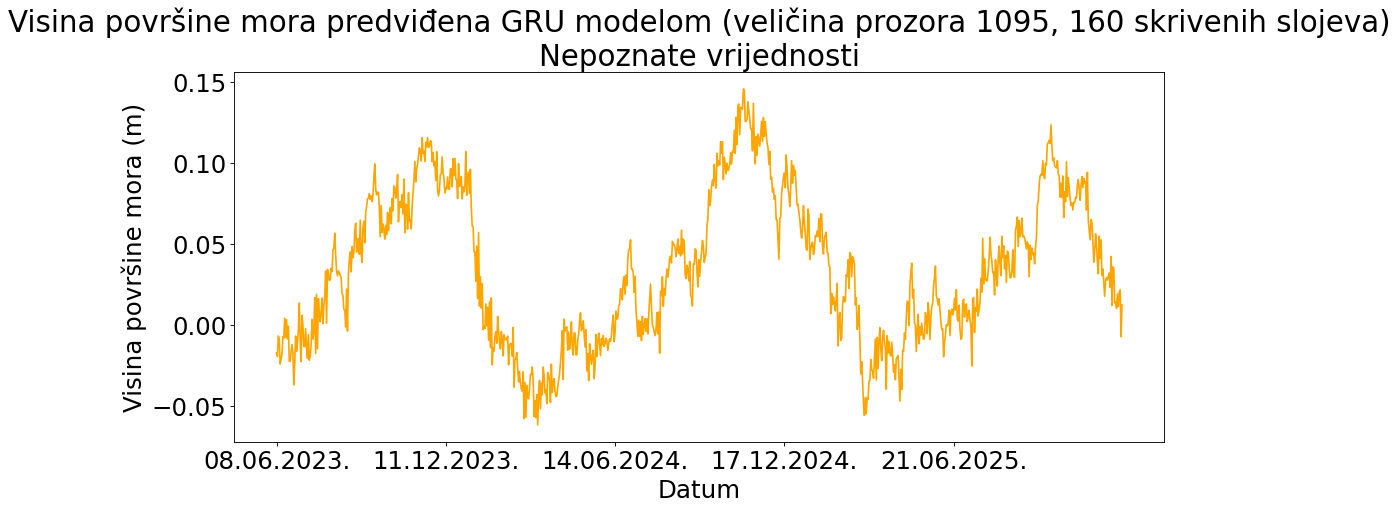 Visina površine mora predviđena GRU modelom (veličina prozora 1095, 160 skrivenih slojeva)
Nepoznate vrijednosti
Visina površine mora (m)
0.15
0.10
0.05
0.00
−0.05
08.06.2023. 11.12.2023. 14.06.2024. 17.12.2024. 21.06.2025.
Datum